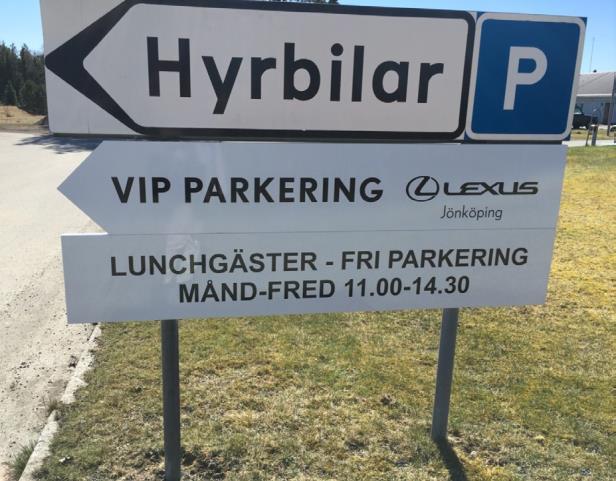 Hyrbilar P
VIP PARKERING LEXUS
Jönköping
LUNCHGÄSTER - FRI PARKERING
MÅND-FRED 11.00-14.30